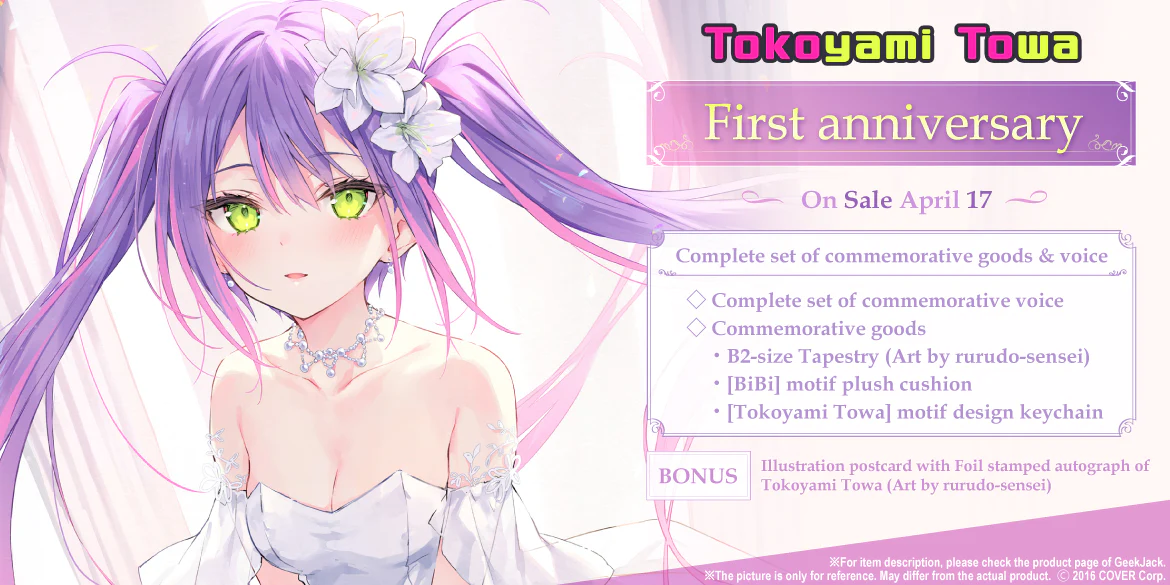 Tokoyami Towa
First anniversary
On Sale April 17
Complete set of commemorative goods & voice
◇ Complete set of commemorative voice
◇ Commemorative goods
・B2-size Tapestry (Art by rurudo-sensei)
・[BiBi] motif plush cushion
・[Tokoyami Towa] motif design keychain
BONUS
Illustration postcard with Foil stamped autograph of
Tokoyami Towa (Art by rurudo-sensei)
※For item description, please check the product page of GeekJack.
※The picture is only for reference. May differ from the actual product. Ⓒ 2016 COVER Corp.